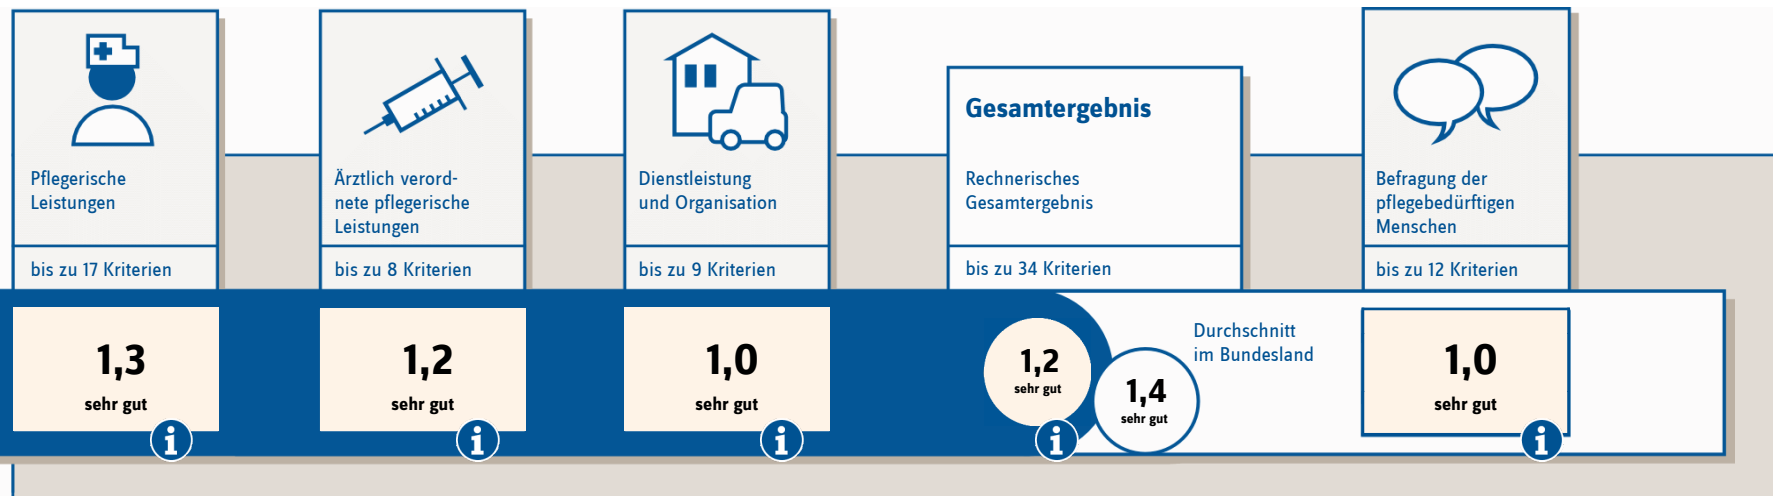 Pflegerische
Leistungen
bis zu 17 Kriterien
1,3
sehr gut
i
Ärztlich verord-
nete pflegerische
Leistungen
bis zu 8 Kriterien
1,2
sehr gut
i
Dienstleistung
und Organisation
bis zu 9 Kriterien
1,0
sehr gut
i
Gesamtergebnis
Rechnerisches
Gesamtergebnis
bis zu 34 Kriterien
1,2
sehr gut
i
1,4
sehr gut
Durchschnitt
im Bundesland
Befragung der
pflegebedürftigen
Menschen
bis zu 12 Kriterien
1,0
sehr gut
i